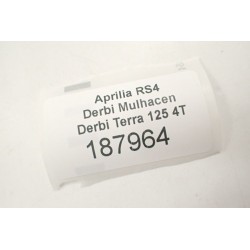 Aprilia RS4
Derbi Mulhacen
Derbi Terra 125 4T
187964